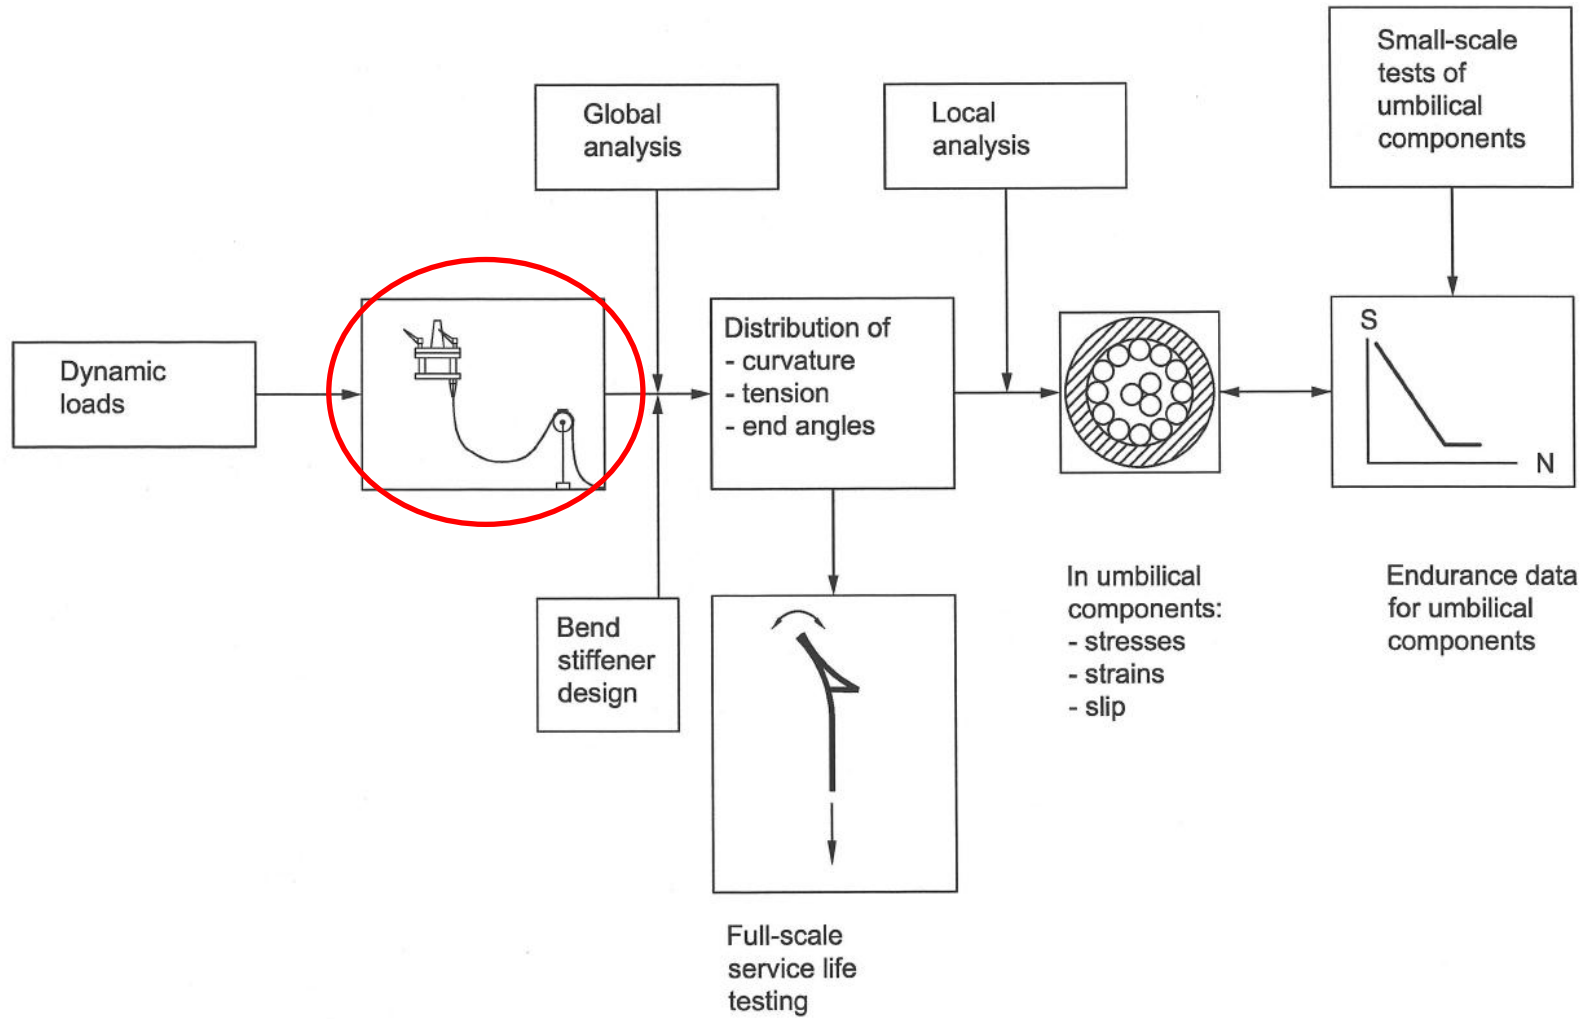 Small-scale
tests of
umbilical
components
Global
analysis
Local
analysis
Dynamic
loads
Distribution of
- curvature
- tension
- end angles
S
N
Bend
stiffener
design
In umbilical
components:
- stresses
- strains
- slip
Endurance data
for umbilical
components
Full-scale
service life
testing